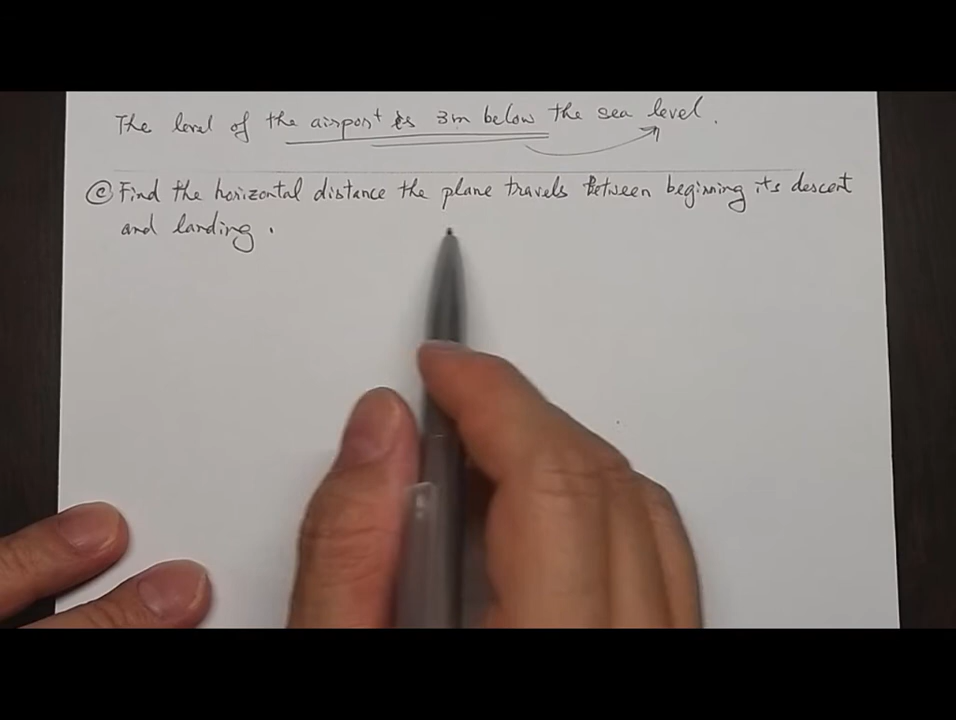 The level of the airport is 3m below the sea level.
ⓒ Find the horizontal distance the plane travels between beginning its descent
and landing.